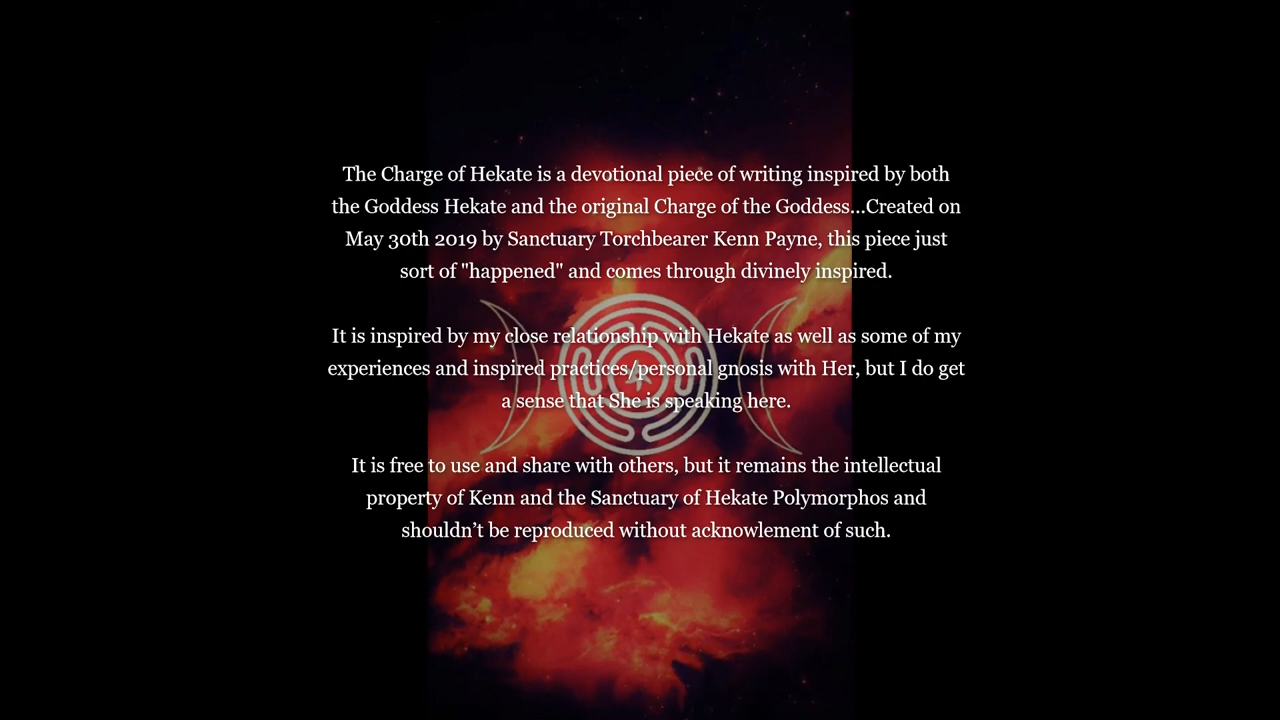 The Charge of Hekate is a devotional piece of writing inspired by both
the Goddess Hekate and the original Charge of the Goddess...Created on
May 30th 2019 by Sanctuary Torchbearer Kenn Payne, this piece just
sort of "happened" and comes through divinely inspired.
It is inspired by my close relationship with Hekate as well as some of my
experiences and inspired practices/personal gnosis with Her, but I do get
a sense that She is speaking here.
It is free to use and share with others, but it remains the intellectual
property of Kenn and the Sanctuary of Hekate Polymorphos and
shouldn’t be reproduced without acknowlement of such.